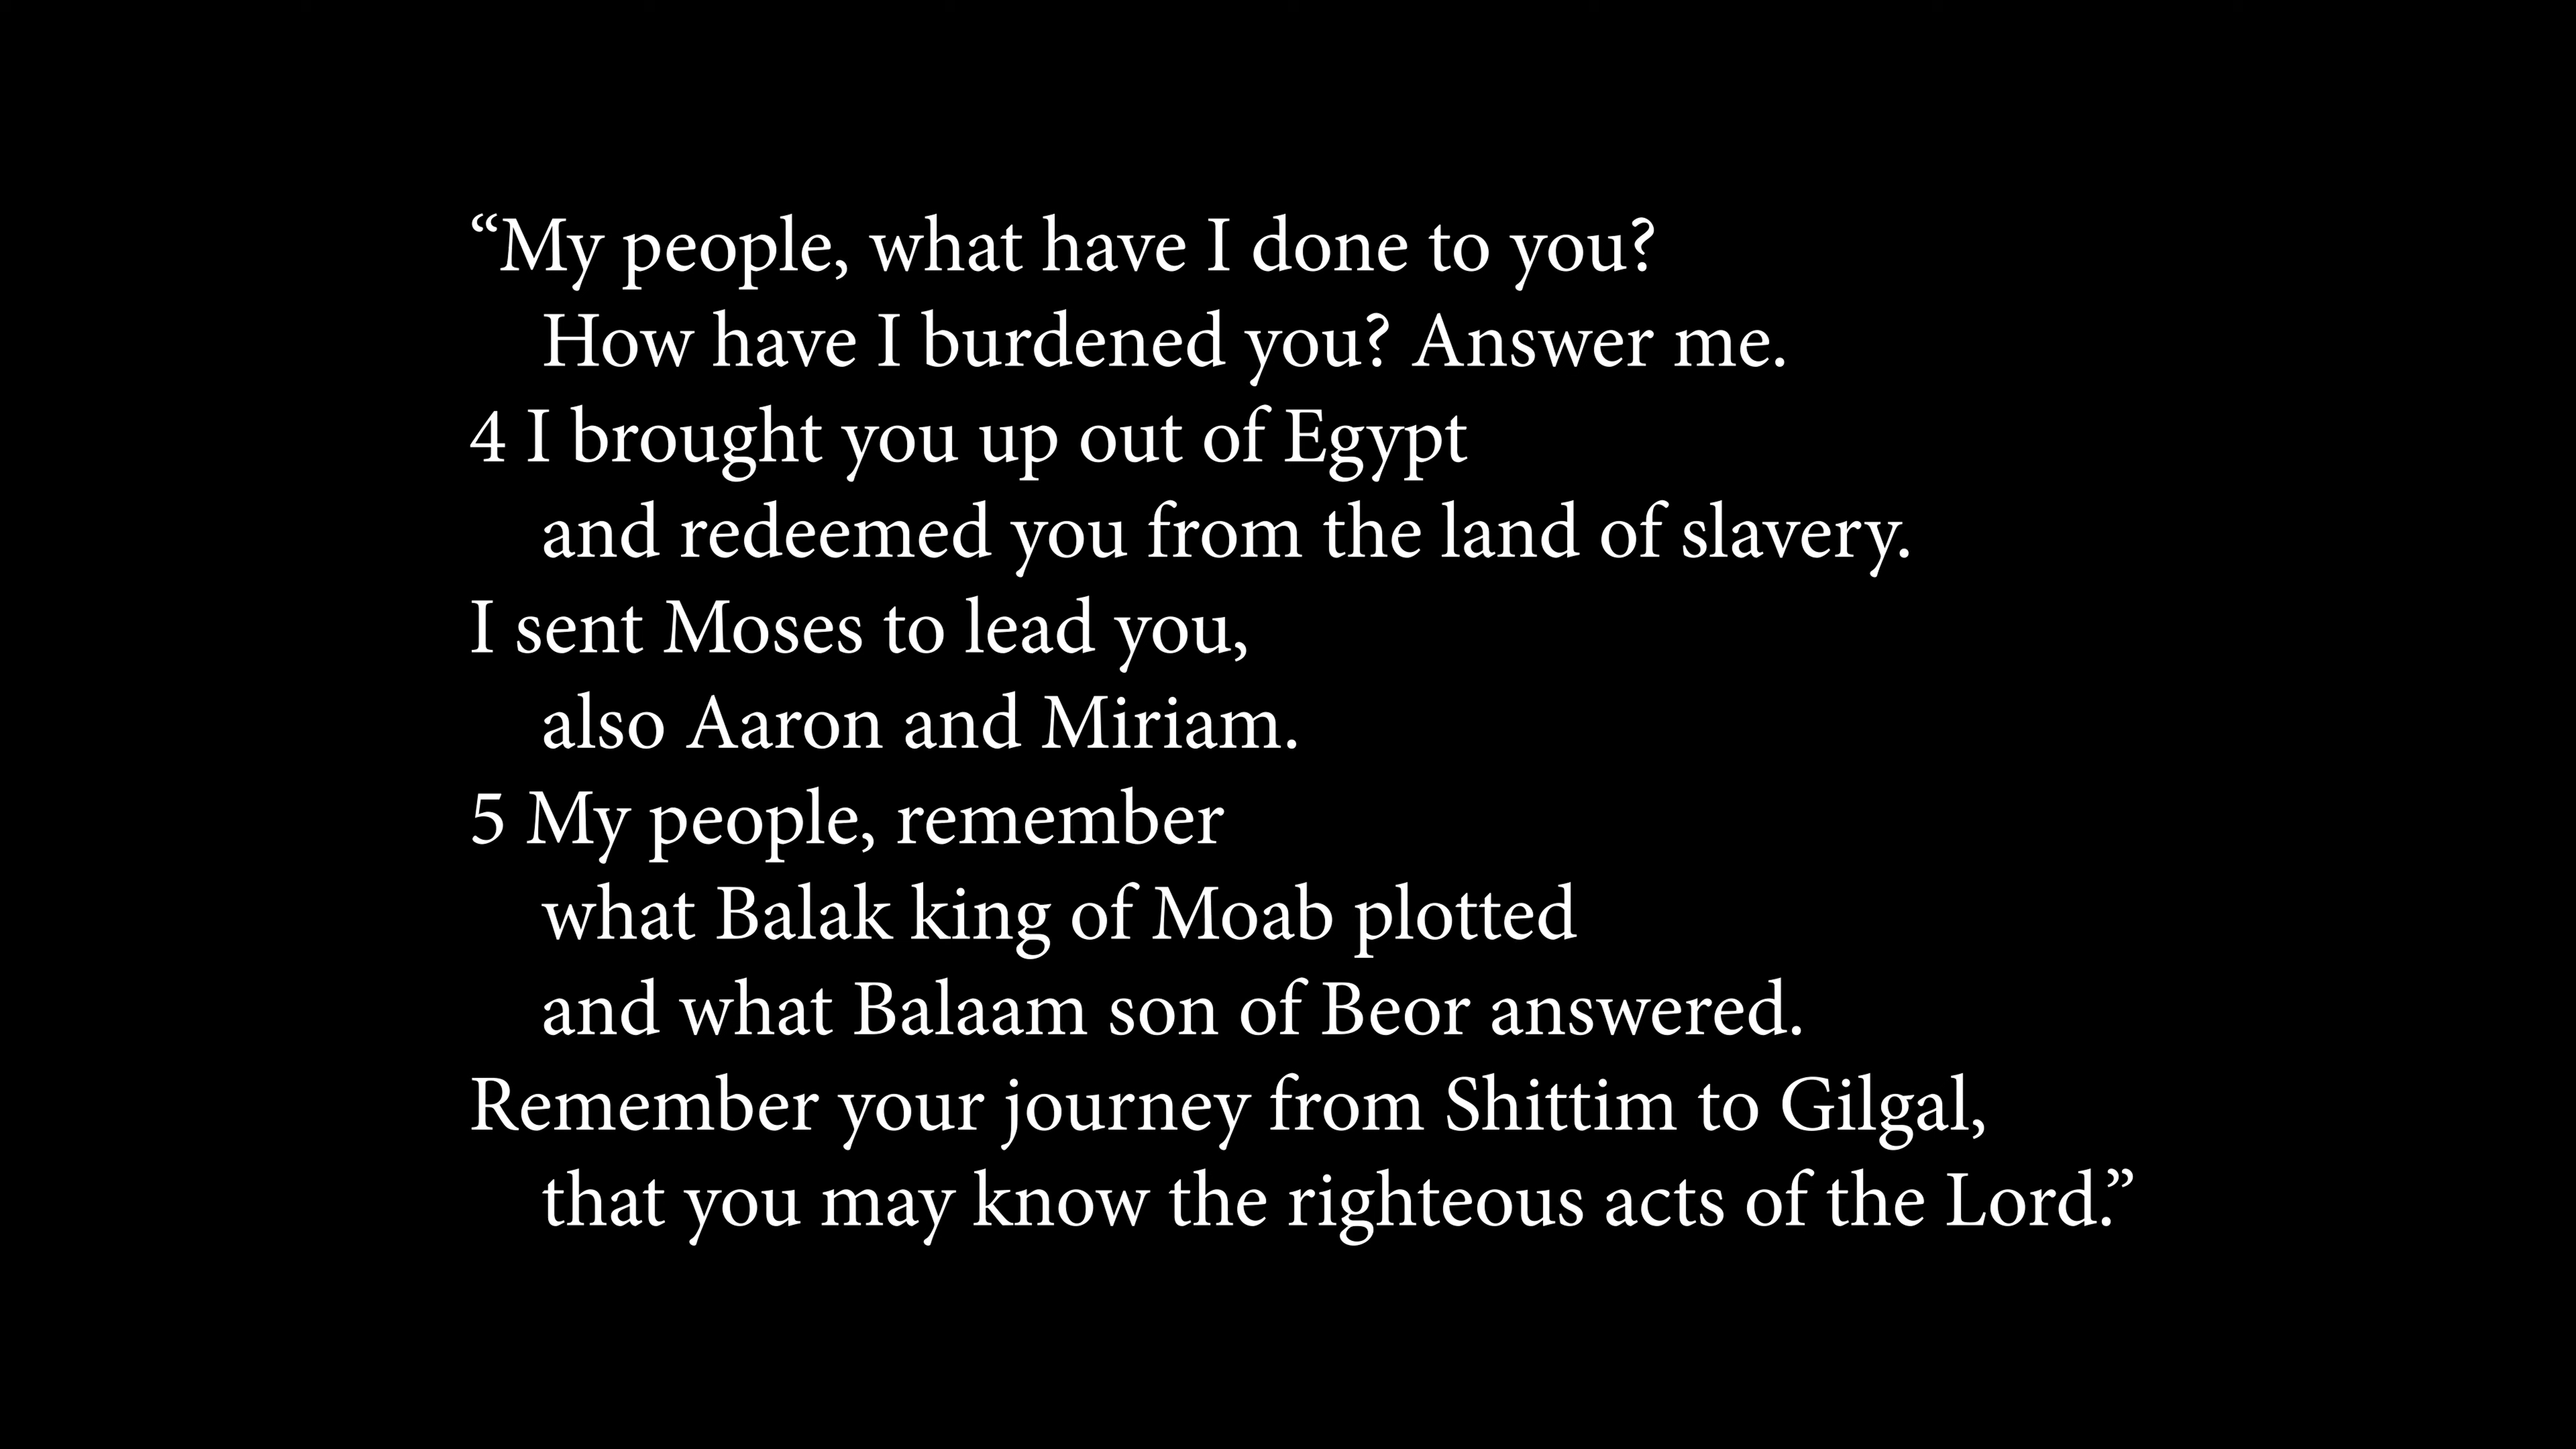 “My people, what have I done to you?
How have I burdened you? Answer me.
4 I brought you up out of Egypt
and redeemed you from the land of slavery.
I sent Moses to lead you,
also Aaron and Miriam.
5 My people, remember
what Balak king of Moab plotted
and what Balaam son of Beor answered.
Remember your journey from Shittim to Gilgal,
that you may know the righteous acts of the Lord.”